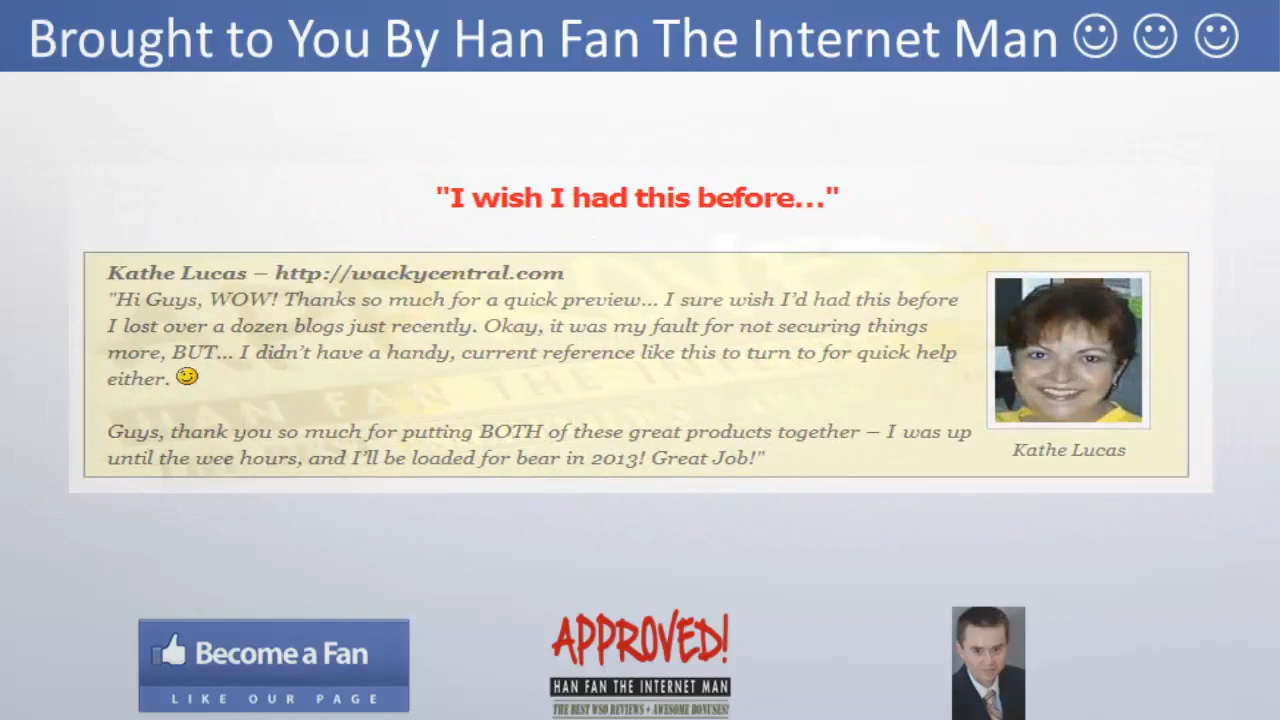 Brought to You By Han Fan The Internet Man ☺ ☺ ☺
"I wish I had this before..."
Kathe Lucas – http://wackycentral.com
"Hi Guys, WOW! Thanks so much for a quick preview... I sure wish I'd had this before
I lost over a dozen blogs just recently. Okay, it was my fault for not securing things
more, BUT... I didn't have a handy, current reference like this to turn to for quick help
either.
Guys, thank you so much for putting BOTH of these great products together – I was up
until the wee hours, and I'll be loaded for bear in 2013! Great Job!"
Kathe Lucas
Become a Fan
LIKE OUR PAGE
APPROVED!
HAN FAN THE INTERNET MAN
THE BEST WSO REVIEWS + AWESOME BONUSES!
HAN FAN THE INTERN